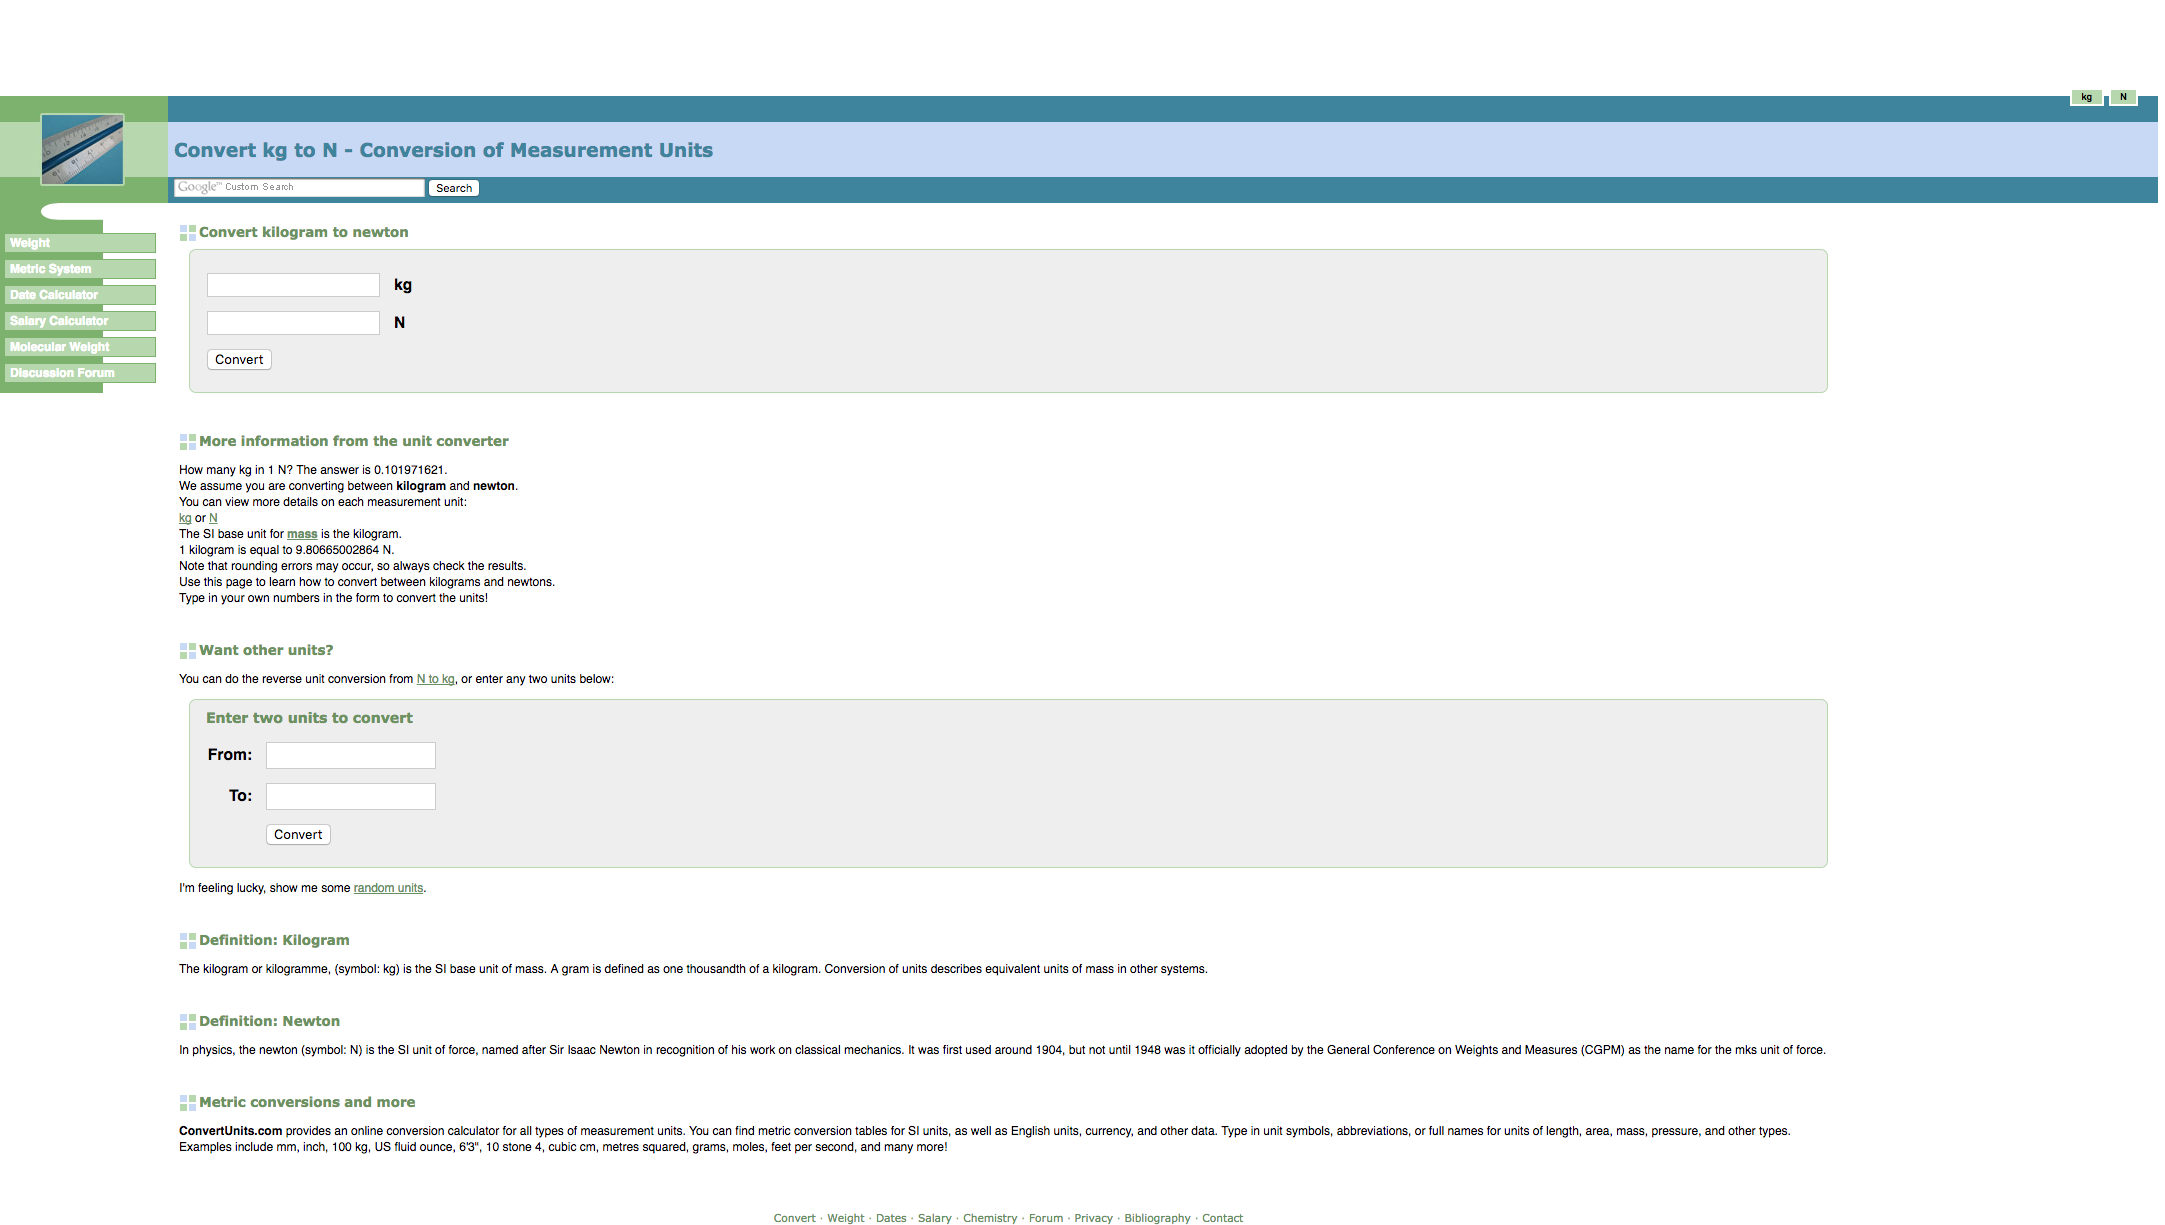 kg N
Convert kg to N - Conversion of Measurement Units
Google™ Custom Search Search
Weight
Metric System
Date Calculator
Salary Calculator
Molecular Weight
Discussion Forum
Convert kilogram to newton
kg
N
Convert
More information from the unit converter
How many kg in 1 N? The answer is 0.101971621.
We assume you are converting between kilogram and newton.
You can view more details on each measurement unit:
kg or N
The SI base unit for mass is the kilogram.
1 kilogram is equal to 9.80665002864 N.
Note that rounding errors may occur, so always check the results.
Use this page to learn how to convert between kilograms and newtons.
Type in your own numbers in the form to convert the units!
Want other units?
You can do the reverse unit conversion from N to kg, or enter any two units below:
Enter two units to convert
From:
To:
Convert
I'm feeling lucky, show me some random units.
Definition: Kilogram
The kilogram or kilogramme, (symbol: kg) is the SI base unit of mass. A gram is defined as one thousandth of a kilogram. Conversion of units describes equivalent units of mass in other systems.
Definition: Newton
In physics, the newton (symbol: N) is the SI unit of force, named after Sir Isaac Newton in recognition of his work on classical mechanics. It was first used around 1904, but not until 1948 was it officially adopted by the General Conference on Weights and Measures (CGPM) as the name for the mks unit of force.
Metric conversions and more
ConvertUnits.com provides an online conversion calculator for all types of measurement units. You can find metric conversion tables for SI units, as well as English units, currency, and other data. Type in unit symbols, abbreviations, or full names for units of length, area, mass, pressure, and other types.
Examples include mm, inch, 100 kg, US fluid ounce, 6'3", 10 stone 4, cubic cm, metres squared, grams, moles, feet per second, and many more!
Convert · Weight · Dates · Salary · Chemistry · Forum · Privacy · Bibliography · Contact